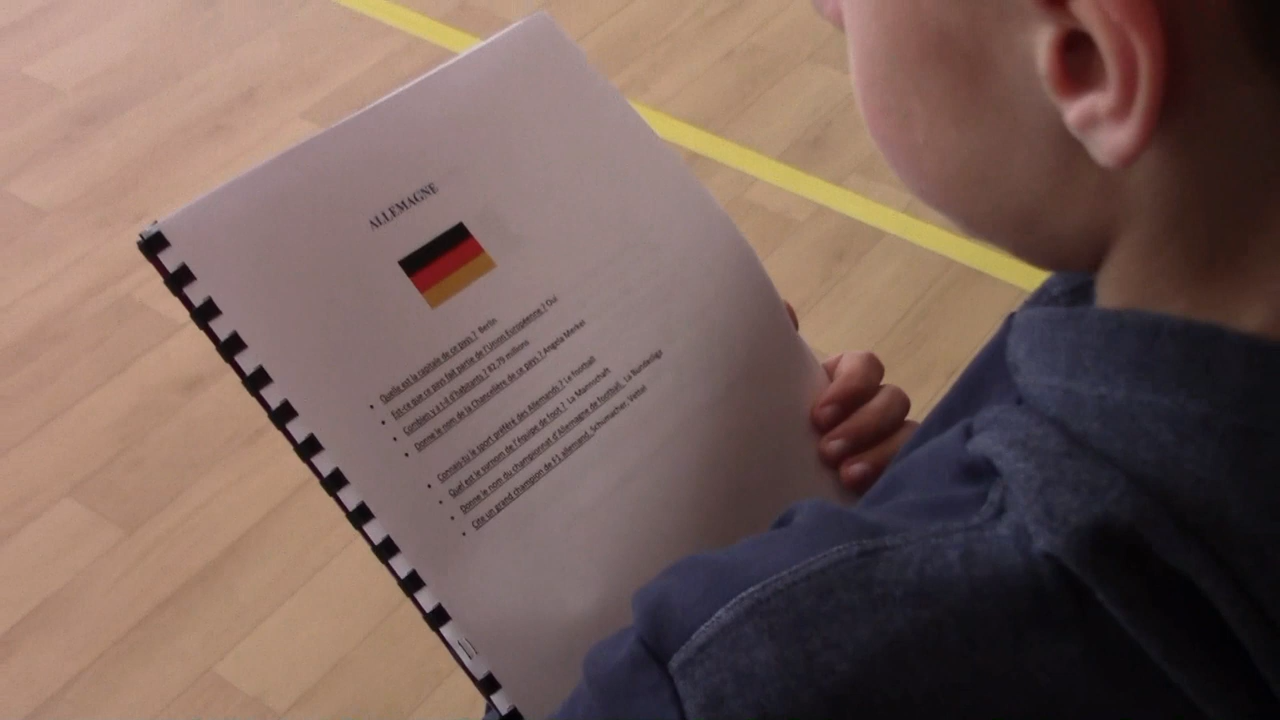 ALLEMAGNE
Quelle est la capitale de ce pays ? Berlin
Est-ce que ce pays fait partie de l'Union Européenne ? Oui
Combien y a t-il d'habitants ? 82.79 millions
Donne le nom de la Chancelière de ce pays ? Angela Merkel
Connais-tu le sport préféré des Allemands ? Le football
Quel est le surnom de l'équipe de foot ? La Mannschaft
Donne le nom du championnat d'Allemagne de football. La Bundesliga
Cite un grand champion de F1 allemand. Schumacher, Vettel